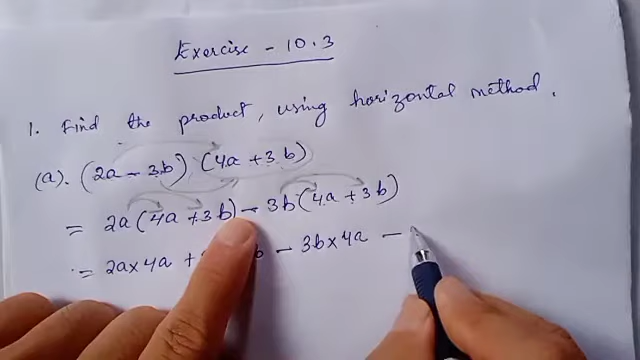 Exercise - 10.3
1. Find the product, using horizontal method.
(a). (2a - 3b) (4a + 3b)
= 2a(4a + 3b) - 3b(4a + 3b)
= 2a×4a + b - 3b×4a -